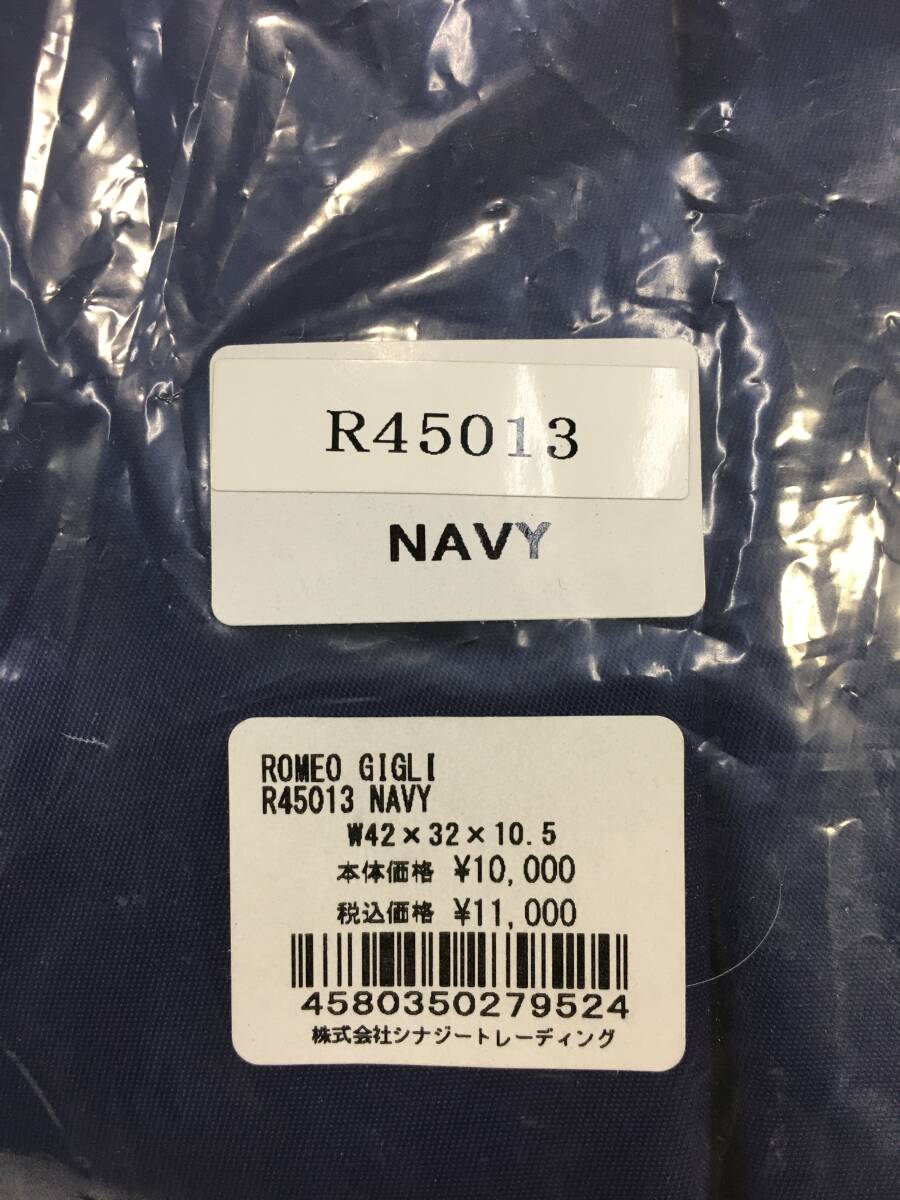 R45013
NAVY
ROMEO GIGLI
R45013 NAVY
W42×32×10.5
本体価格 ¥10,000
税込価格 ¥11,000
4580350279524
株式会社シナジートレーディング